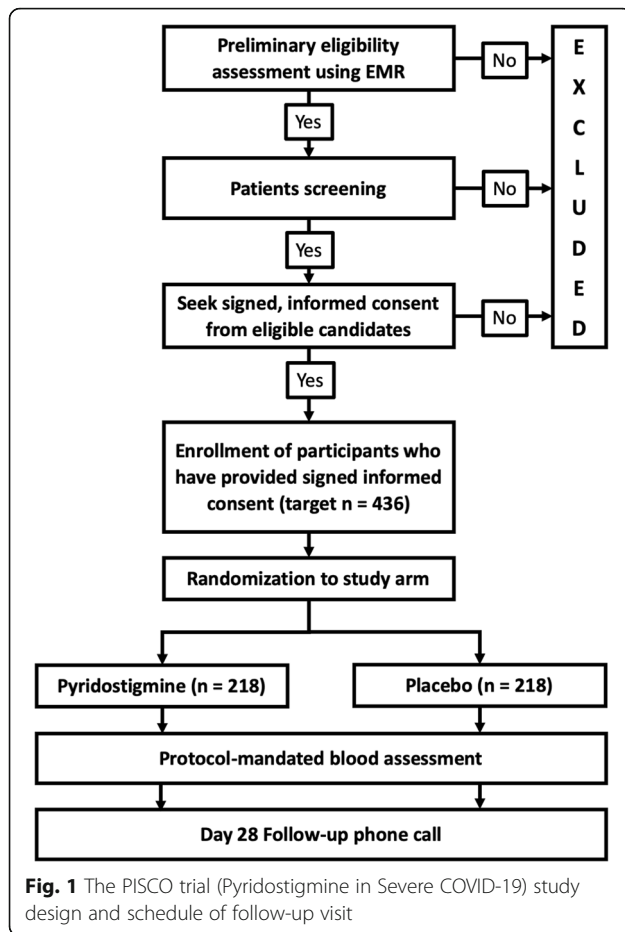 Preliminary eligibility
assessment using EMR
No
E
X
C
L
U
D
E
D
Yes
Patients screening
No
Yes
Seek signed, informed consent
from eligible candidates
No
Yes
Enrollment of participants who
have provided signed informed
consent (target n = 436)
Randomization to study arm
Pyridostigmine (n = 218)
Placebo (n = 218)
Protocol-mandated blood assessment
Day 28 Follow-up phone call
Fig. 1 The PISCO trial (Pyridostigmine in Severe COVID-19) study
design and schedule of follow-up visit